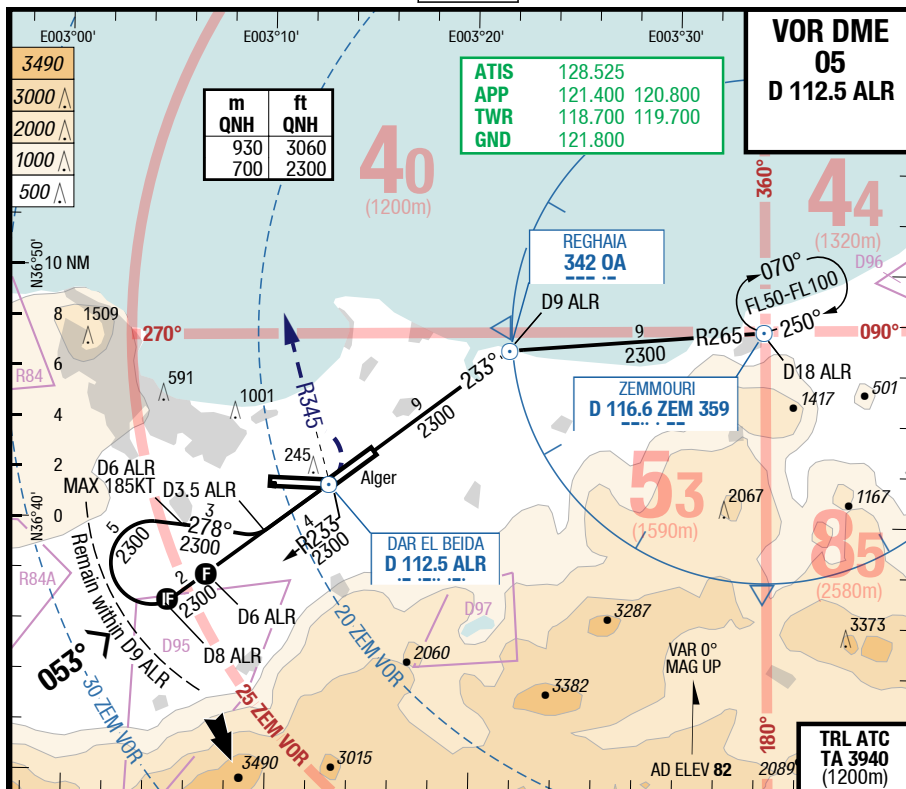 E003°00'
E003°10'
E003°20'
E003°30'
VOR DME
05
D 112.5 ALR
3490
3000
2000
1000
500
m ft
QNH QNH
930 3060
700 2300
ATIS 128.525
APP 121.400 120.800
TWR 118.700 119.700
GND 121.800
40
(1200m)
360°
44
(1320m)
N36°50'
10 NM
8
6
4
2
0
N36°40'
REGHAIA
342 OA
D96
070°
FL50-FL100
250°
090°
1509
270°
D9 ALR
9
2300
R265
R84
591
1001
R345
233°
9
2300
ZEMMOURI
D 116.6 ZEM 359
D18 ALR
1417
501
245
Alger
D6 ALR
MAX 185KT
D3.5 ALR
3
278°
2300
4
R233
2300
5
2300
53
(1590m)
2067
1167
85
(2580m)
R84A
DAR EL BEIDA
D 112.5 ALR
F
IF
2
2300
D6 ALR
D8 ALR
D95
D97
Remain within D9 ALR
053°
20 ZEM VOR
25 ZEM VOR
30 ZEM VOR
2060
3287
3382
3373
VAR 0°
MAG UP
3490
3015
180°
AD ELEV 82
2089
TRL ATC
TA 3940
(1200m)